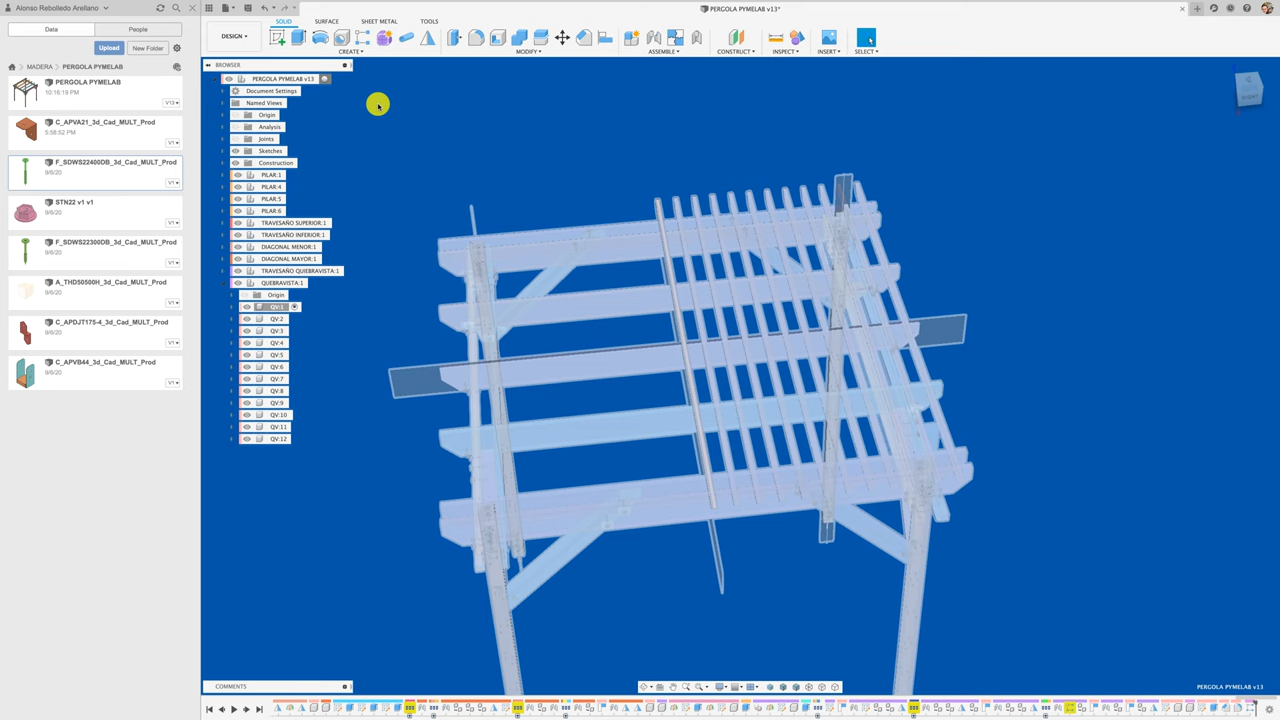 Alonso Rebolledo Arellano
PERGOLA PYMELAB v13*
Data
People
Upload
New Folder
MADERA
PERGOLA PYMELAB
PERGOLA PYMELAB
10:16:19 PM
V13
C_APVA21_3d_Cad_MULT_Prod
5:58:52 PM
V1
F_SDWS22400DB_3d_Cad_MULT_Prod
9/6/20
V1
STN22 v1 v1
9/6/20
V1
F_SDWS22300DB_3d_Cad_MULT_Prod
9/6/20
V1
A_THD50500H_3d_Cad_MULT_Prod
9/6/20
V1
C_APDJT175-4_3d_Cad_MULT_Prod
9/6/20
V1
C_APVB44_3d_Cad_MULT_Prod
9/6/20
V1
DESIGN
SOLID
SURFACE
SHEET METAL
TOOLS
CREATE
MODIFY
ASSEMBLE
CONSTRUCT
INSPECT
INSERT
SELECT
BROWSER
PERGOLA PYMELAB v13
Document Settings
Named Views
Origin
Analysis
Joints
Sketches
Construction
PILAR:1
PILAR:4
PILAR:5
PILAR:6
TRAVESAÑO SUPERIOR:1
TRAVESAÑO INFERIOR:1
DIAGONAL MENOR:1
DIAGONAL MAYOR:1
TRAVESAÑO QUIEBRAVISTA:1
QUEBRAVISTA:1
Origin
QV:1
QV:2
QV:3
QV:4
QV:5
QV:6
QV:7
QV:8
QV:9
QV:10
QV:11
QV:12
COMMENTS
PERGOLA PYMELAB v13